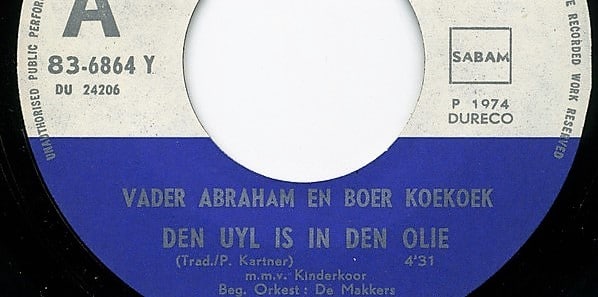 A
83-6864 Y
DU 24206
SABAM
P 1974
DURECO
UNAUTHORISED PUBLIC PERFOR
E RECORDED WORK RESERVED
VADER ABRAHAM EN BOER KOEKOEK
DEN UYL IS IN DEN OLIE
(Trad./P. Kartner) 4'31
m.m.v. Kinderkoor
Beg. Orkest : De Makkers